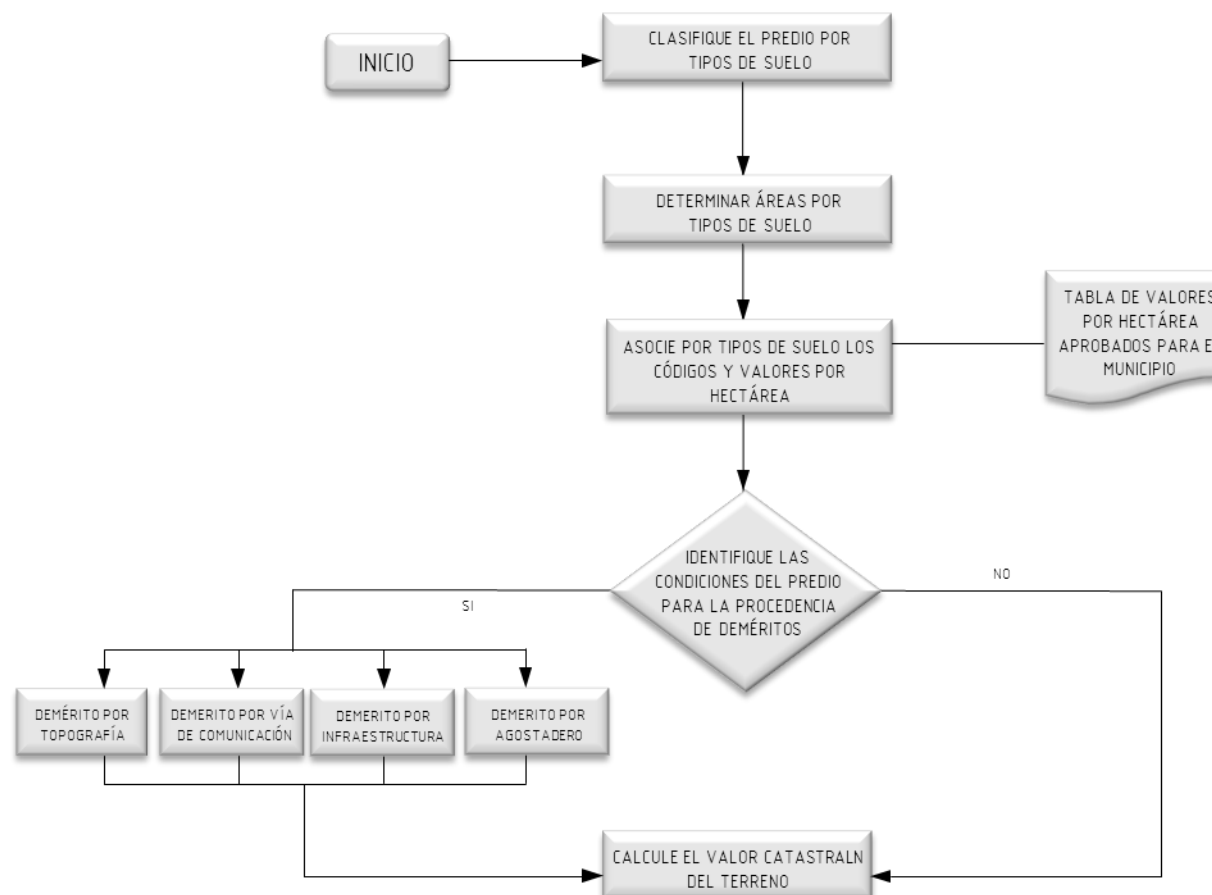 INICIO
CLASIFIQUE EL PREDIO POR
TIPOS DE SUELO
DETERMINAR ÁREAS POR
TIPOS DE SUELO
ASOCIE POR TIPOS DE SUELO LOS
CÓDIGOS Y VALORES POR
HECTÁREA
TABLA DE VALORES
POR HECTÁREA
APROBADOS PARA E
MUNICIPIO
IDENTIFIQUE LAS
CONDICIONES DEL PREDIO
PARA LA PROCEDENCIA
DE DEMÉRITOS
SI
NO
DEMÉRITO POR
TOPOGRAFÍA
DEMERITO POR VÍA
DE COMUNICACIÓN
DEMERITO POR
INFRAESTRUCTURA
DEMERITO POR
AGOSTADERO
CALCULE EL VALOR CATASTRALN
DEL TERRENO